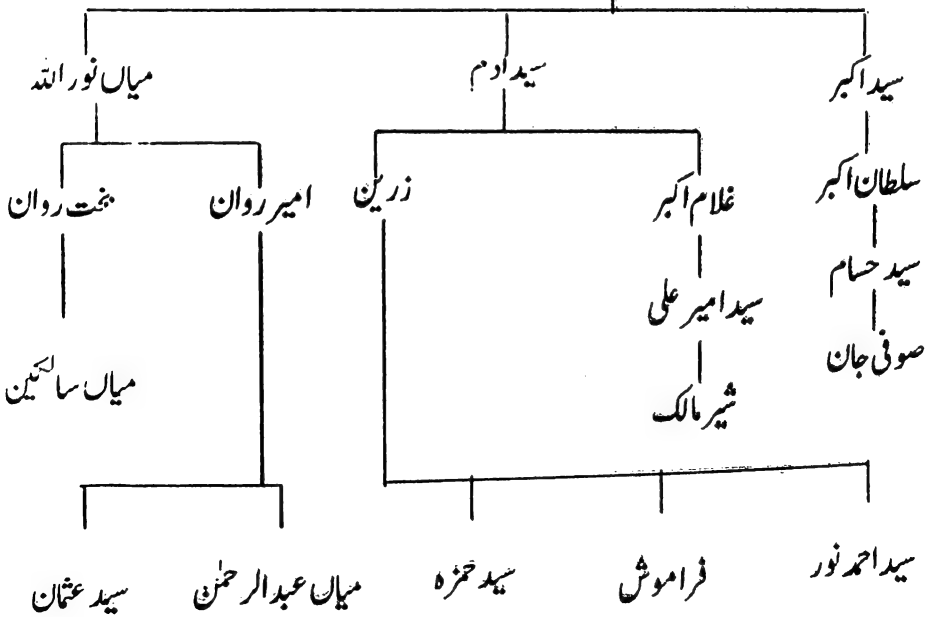 سید اکبر
سید ادم
میاں نور اللہ
سلطان اکبر
غلام اکبر
زرین
امیر روان
بخت روان
سید حسام
سید امیر علی
صوفی جان
میاں سالکین
شیر مالک
سید احمد نور
فراموش
سید حمزہ
میاں عبدالرحمٰن
سید عثمان